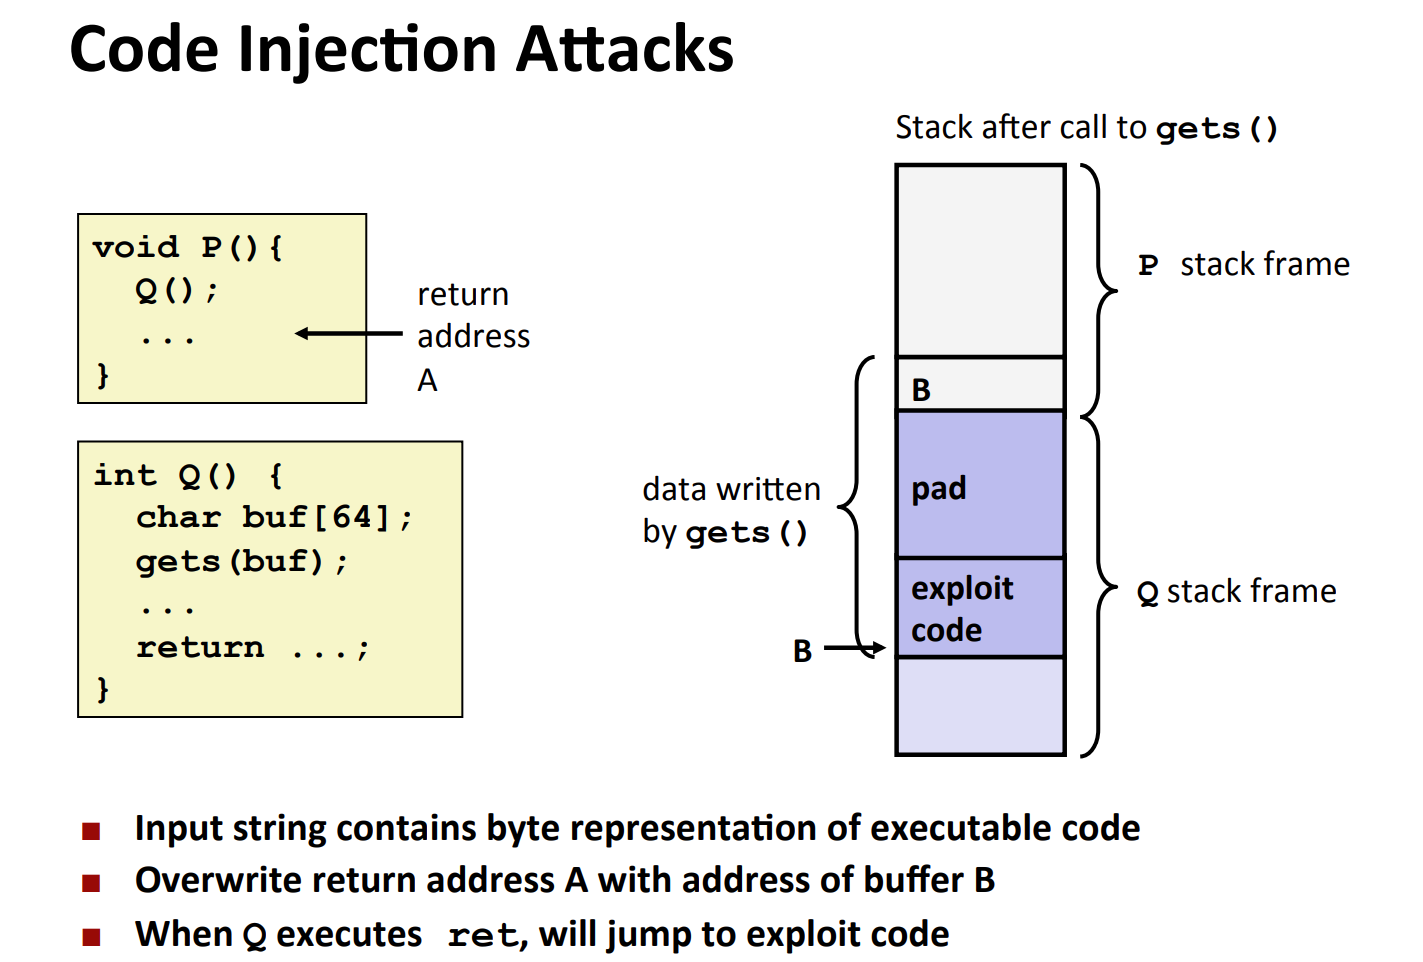 Code Injection Attacks
Stack after call to gets()
void P(){
Q();
...
}
return
address
A
int Q() {
char buf[64];
gets(buf);
...
return ...;
}
P stack frame
B
data written
by gets()
pad
exploit
code
B
Q stack frame
■ Input string contains byte representation of executable code
■ Overwrite return address A with address of buffer B
■ When Q executes ret, will jump to exploit code